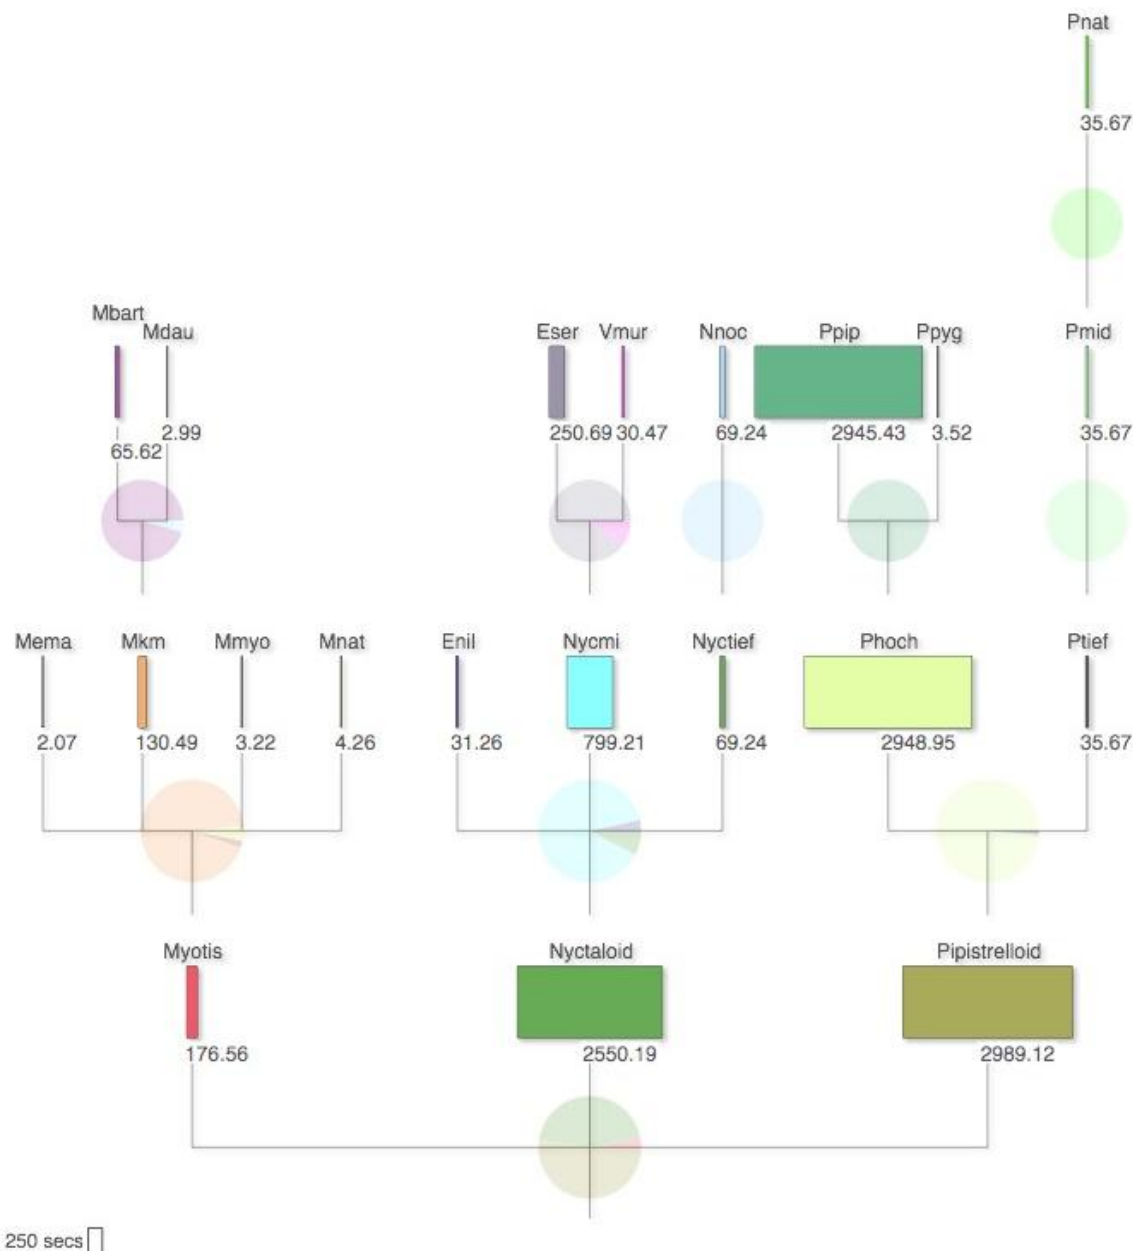 Pnat
35.67
Mbart
Mdau Eser Vmur Nnoc Ppip Ppyg Pmid
2.99 250.69 30.47 69.24 2945.43 3.52 35.67
65.62
Mema Mkm Mmyo Mnat Enil Nycmi Nyctief Phoch Ptief
2.07 130.49 3.22 4.26 31.26 799.21 69.24 2948.95 35.67
Myotis Nyctaloid Pipistrelloid
176.56 2550.19 2989.12
250 secs